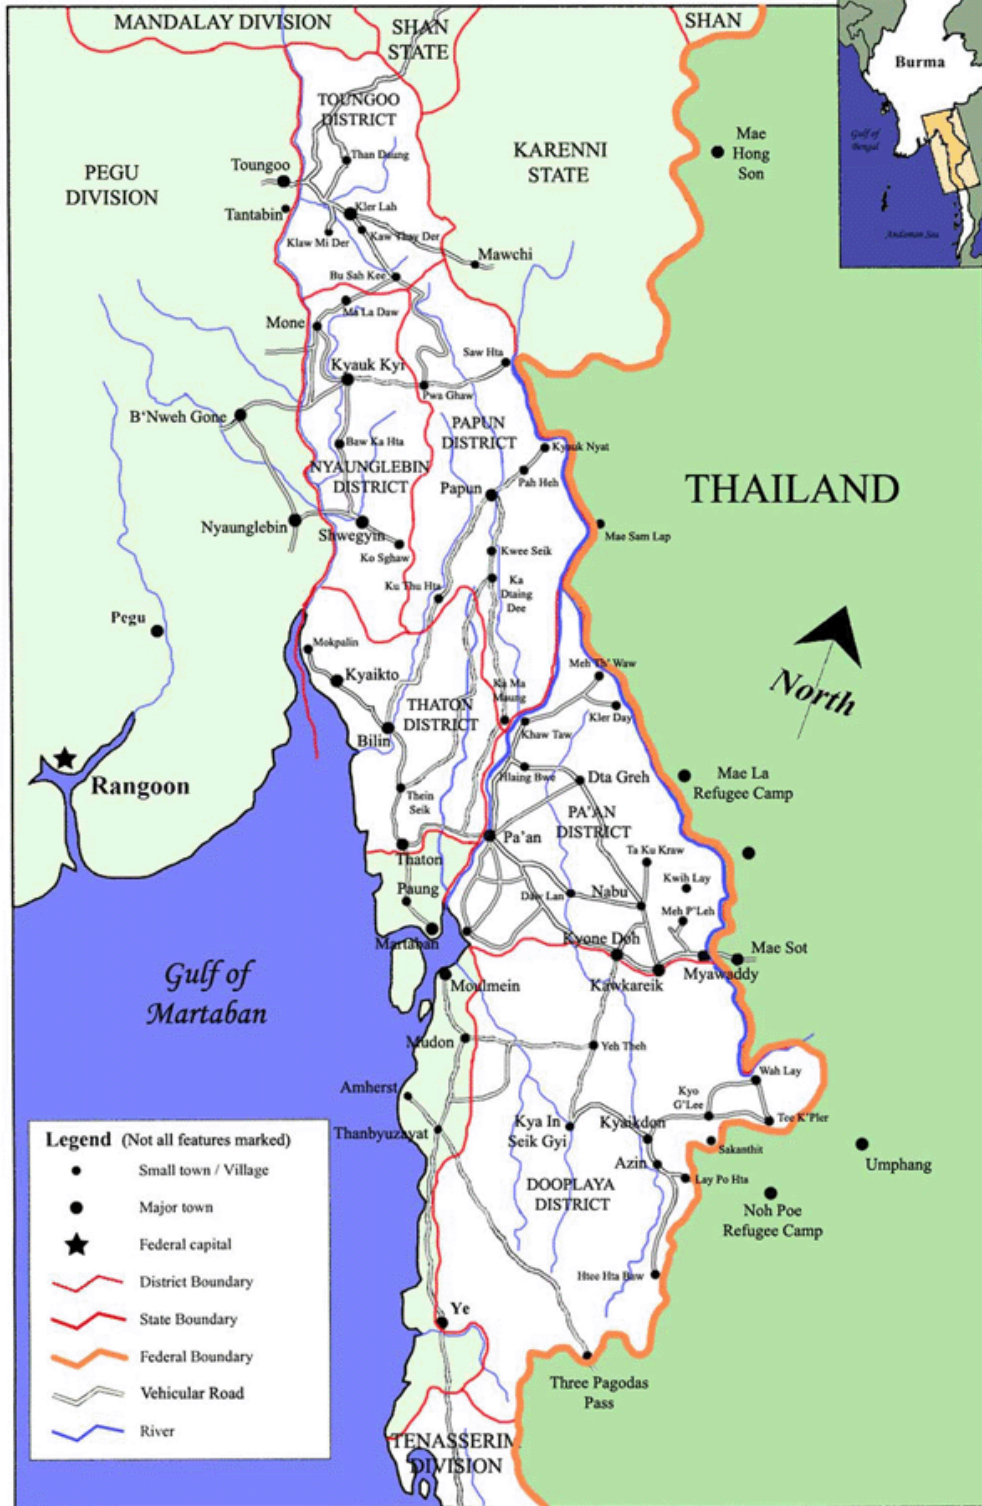 MANDALAY DIVISION
SHAN
STATE
SHAN
Burma
Gulf of
Bengal
Andaman Sea
TOUNGOO
DISTRICT
Than Daung
Toungoo
Tantabin
Kler Lah
Klaw Mi Der
Kaw Thay Der
Mawchi
Bu Sah Kee
PEGU
DIVISION
KARENNI
STATE
Mae
Hong
Son
Ma La Daw
Mone
Saw Hta
Kyauk Kyi
Pwa Ghaw
B'Nweh Gone
PAPUN
DISTRICT
Baw Ka Hta
Kyauk Nyat
NYAUNGLEBIN
DISTRICT
Pah Heh
Papun
THAILAND
Nyaunglebin
Shwegyin
Mae Sam Lap
Ko Sghaw
Kwee Seik
Ku Thu Hta
Ka
Dtaing
Dee
Pegu
Mokpalin
Kyaikto
Meh Th' Waw
Ka Ma
Maung
THATON
DISTRICT
Kler Day
North
Bilin
Khaw Taw
Rangoon
Hlaing Bwe
Dta Greh
Mae La
Refugee Camp
Thein
Seik
PA'AN
DISTRICT
Pa'an
Ta Ku Kraw
Thaton
Kwih Lay
Paung
Daw Lan
Nabu
Meh P'Leh
Martaban
Kyone Doh
Mae Sot
Gulf of
Martaban
Moulmein
Kawkareik
Myawaddy
Mudon
Yeh Theh
Wah Lay
Amherst
Kyo
G'Lee
Thanbyuzayat
Kya In
Seik Gyi
Kyaikdon
Tee K'Pler
Sakanthit
Azin
Umphang
DOOPLAYA
DISTRICT
Lay Po Hta
Noh Poe
Refugee Camp
Htee Hta Baw
Ye
Three Pagodas
Pass
TENASSERIM
DIVISION
Legend (Not all features marked)
Small town / Village
Major town
Federal capital
District Boundary
State Boundary
Federal Boundary
Vehicular Road
River